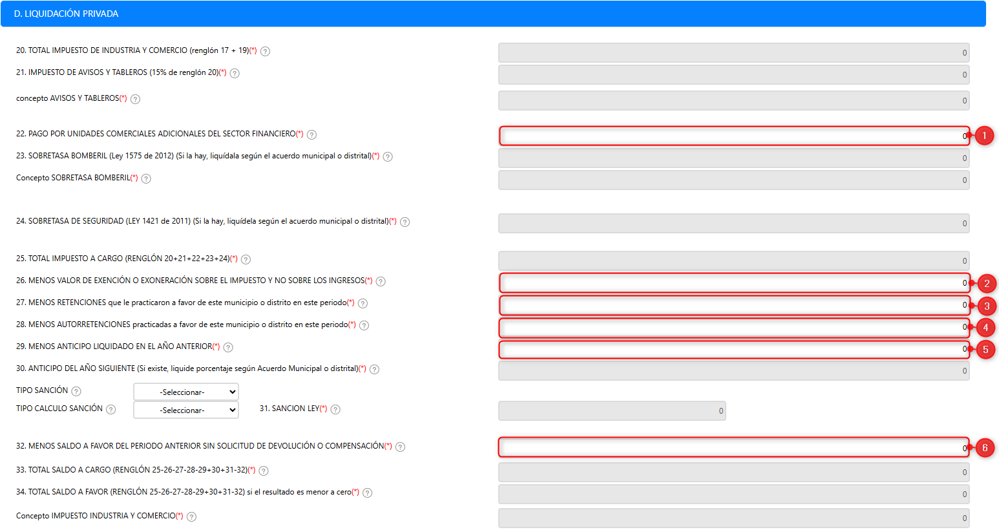 D. LIQUIDACIÓN PRIVADA
20. TOTAL IMPUESTO DE INDUSTRIA Y COMERCIO (renglón 17 + 19)(*) ? 0
21. IMPUESTO DE AVISOS Y TABLEROS (15% de renglón 20)(*) ? 0
concepto AVISOS Y TABLEROS(*) ? 0
22. PAGO POR UNIDADES COMERCIALES ADICIONALES DEL SECTOR FINANCIERO(*) ? 0 1
23. SOBRETASA BOMBERIL (Ley 1575 de 2012) (Si la hay, liquídala según el acuerdo municipal o distrital)(*) ? 0
Concepto SOBRETASA BOMBERIL(*) ? 0
24. SOBRETASA DE SEGURIDAD (LEY 1421 de 2011) (Si la hay, liquídela según el acuerdo municipal o distrital)(*) ? 0
25. TOTAL IMPUESTO A CARGO (RENGLÓN 20+21+22+23+24)(*) ? 0
26. MENOS VALOR DE EXENCIÓN O EXONERACIÓN SOBRE EL IMPUESTO Y NO SOBRE LOS INGRESOS(*) ? 0 2
27. MENOS RETENCIONES que le practicaron a favor de este municipio o distrito en este periodo(*) ? 0 3
28. MENOS AUTORRETENCIONES practicadas a favor de este municipio o distrito en este periodo(*) ? 0 4
29. MENOS ANTICIPO LIQUIDADO EN EL AÑO ANTERIOR(*) ? 0 5
30. ANTICIPO DEL AÑO SIGUIENTE (Si existe, liquide porcentaje según Acuerdo Municipal o distrital)(*) ? 0
TIPO SANCIÓN ? -Seleccionar-
TIPO CALCULO SANCIÓN ? -Seleccionar- 31. SANCION LEY(*) ? 0
32. MENOS SALDO A FAVOR DEL PERIODO ANTERIOR SIN SOLICITUD DE DEVOLUCIÓN O COMPENSACIÓN(*) ? 0 6
33. TOTAL SALDO A CARGO (RENGLÓN 25-26-27-28-29+30+31-32)(*) ? 0
34. TOTAL SALDO A FAVOR (RENGLÓN 25-26-27-28-29+30+31-32) si el resultado es menor a cero(*) ? 0
Concepto IMPUESTO INDUSTRIA Y COMERCIO(*) ? 0